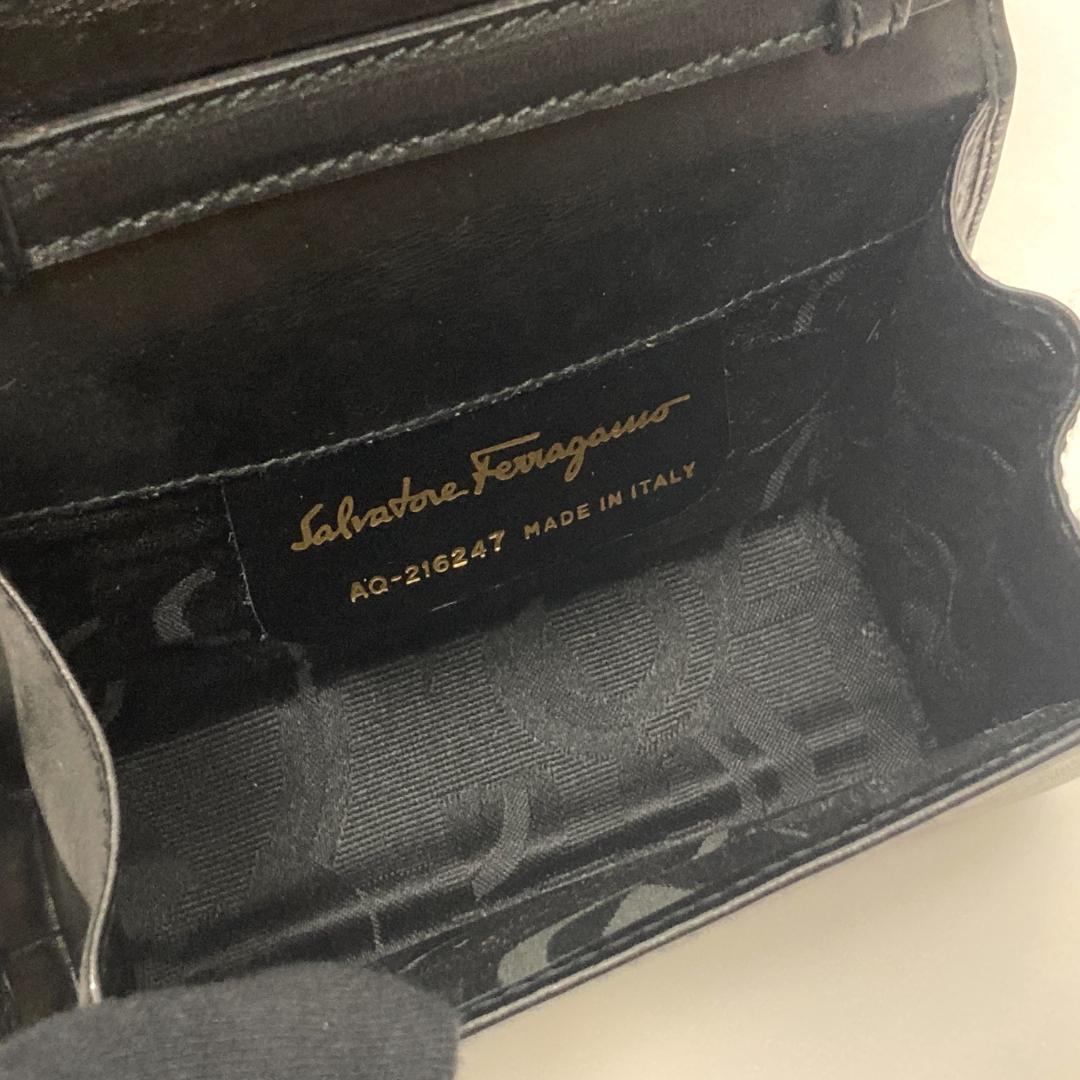 Salvatore Ferragamo
AQ-216247 MADE IN ITALY